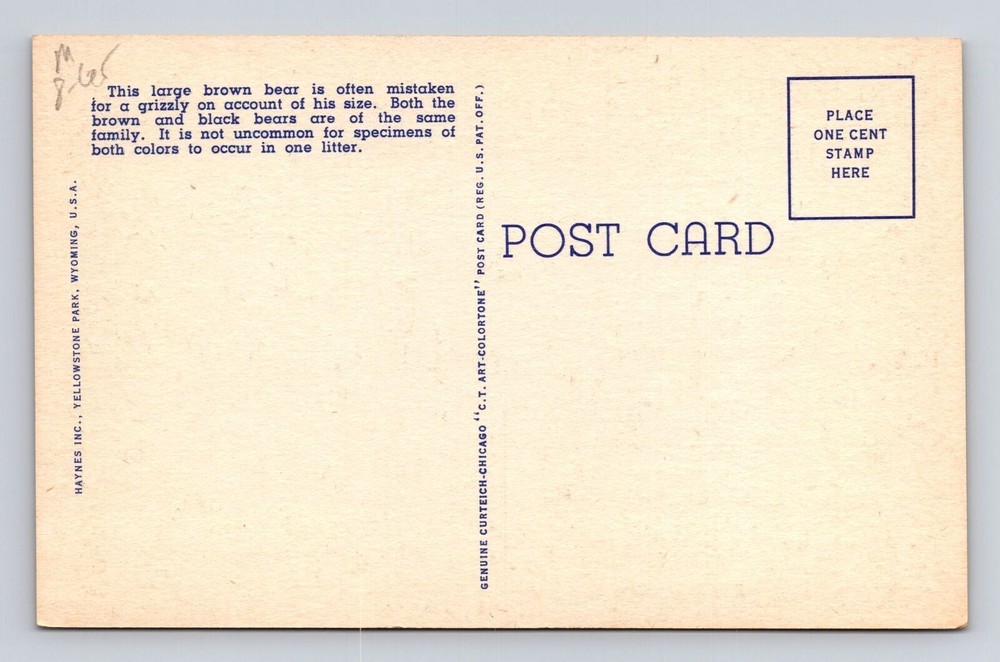 This large brown bear is often mistaken
for a grizzly on account of his size. Both the
brown and black bears are of the same
family. It is not uncommon for specimens of
both colors to occur in one litter.
HAYNES INC., YELLOWSTONE PARK, WYOMING, U.S.A.
GENUINE CURTEICH-CHICAGO "C.T. ART-COLORTONE" POST CARD (REG. U.S. PAT. OFF.)
POST CARD
PLACE
ONE CENT
STAMP
HERE